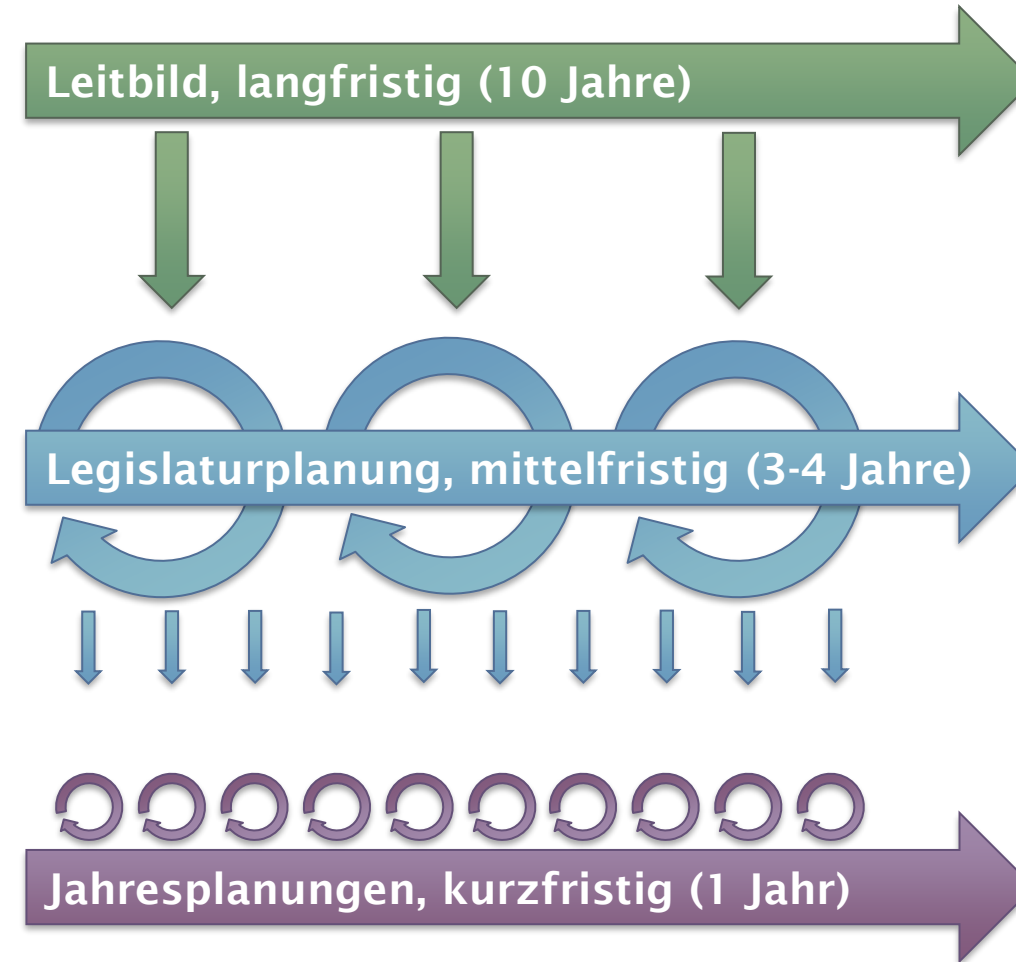 Leitbild, langfristig (10 Jahre)
Legislaturplanung, mittelfristig (3-4 Jahre)
Jahresplanungen, kurzfristig (1 Jahr)